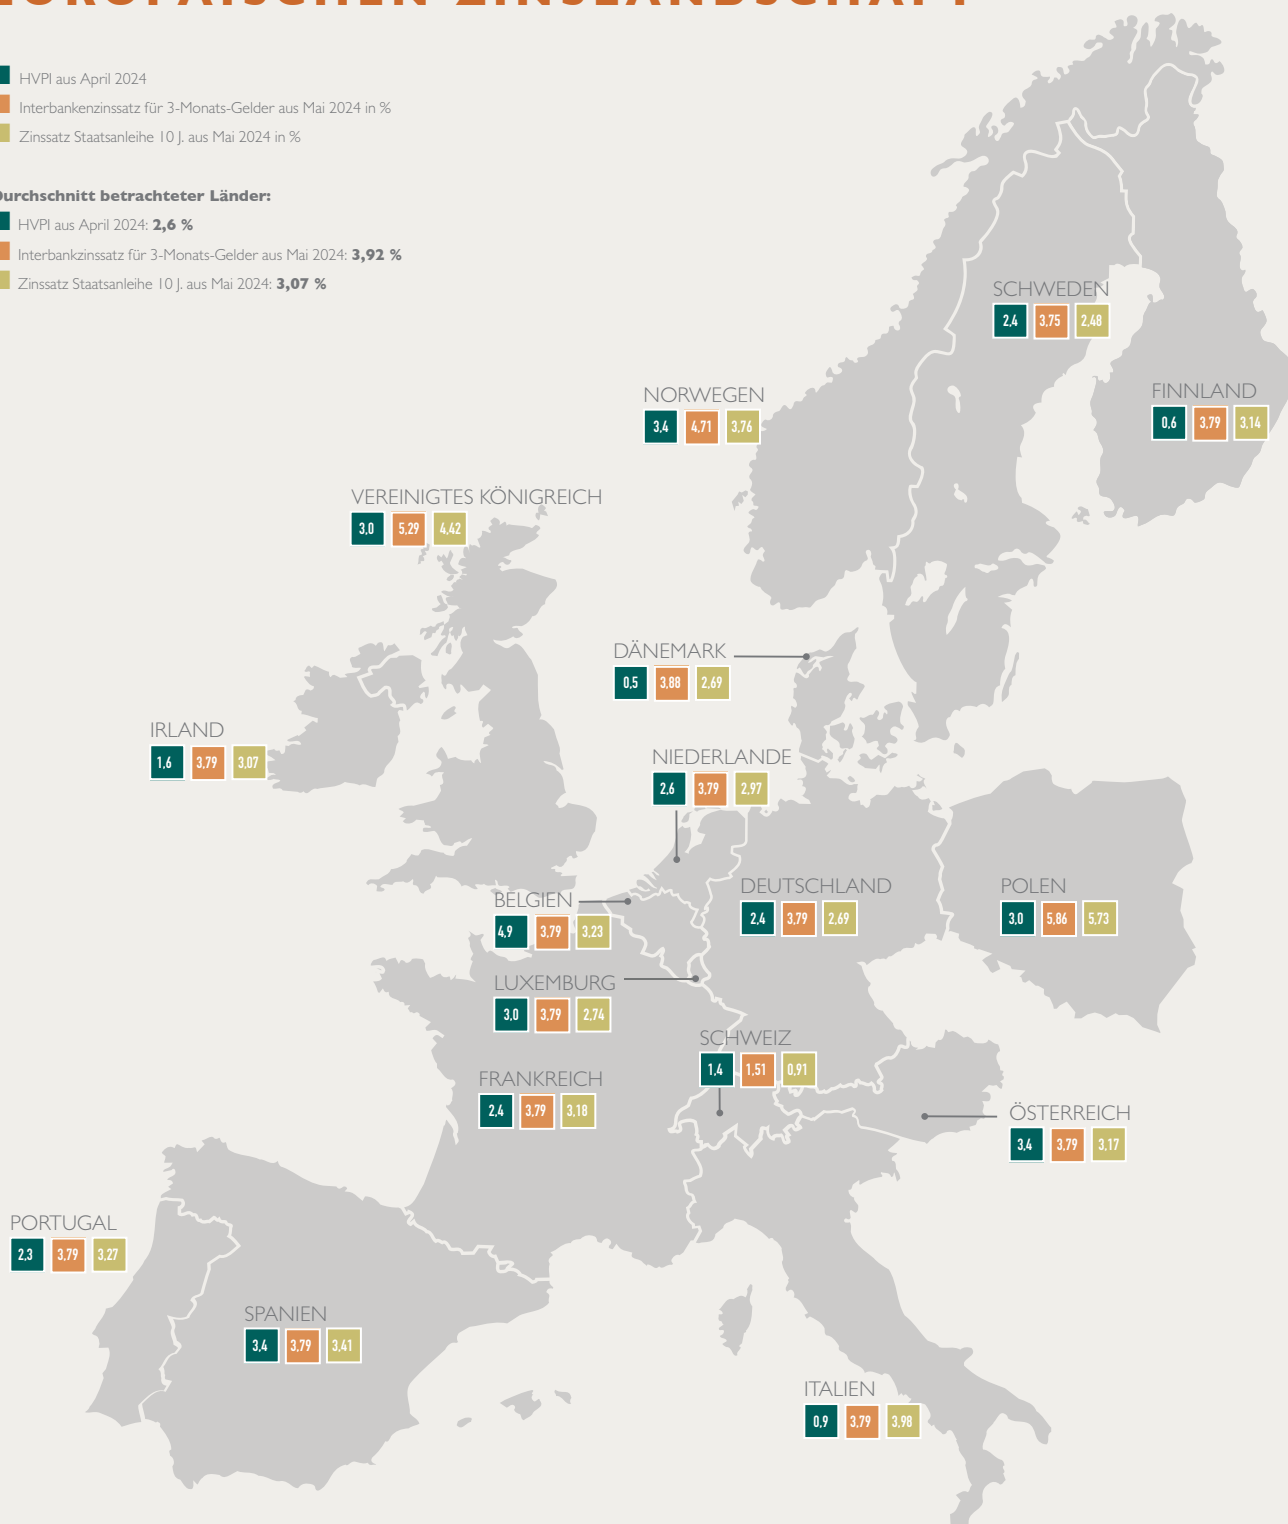 EUROPÄISCHEN ZINSLANDSCHAFT
HVPI aus April 2024
Interbankenzinssatz für 3-Monats-Gelder aus Mai 2024 in %
Zinssatz Staatsanleihe 10 J. aus Mai 2024 in %
Durchschnitt betrachteter Länder:
HVPI aus April 2024: 2,6 %
Interbankzinssatz für 3-Monats-Gelder aus Mai 2024: 3,92 %
Zinssatz Staatsanleihe 10 J. aus Mai 2024: 3,07 %
SCHWEDEN
2,4 3,75 2,48
NORWEGEN
3,4 4,71 3,76
FINNLAND
0,6 3,79 3,14
VEREINIGTES KÖNIGREICH
3,0 5,29 4,42
DÄNEMARK
0,5 3,88 2,69
IRLAND
1,6 3,79 3,07
NIEDERLANDE
2,6 3,79 2,97
BELGIEN
4,9 3,79 3,23
DEUTSCHLAND
2,4 3,79 2,69
POLEN
3,0 5,86 5,73
LUXEMBURG
3,0 3,79 2,74
SCHWEIZ
1,4 1,51 0,91
FRANKREICH
2,4 3,79 3,18
ÖSTERREICH
3,4 3,79 3,17
PORTUGAL
2,3 3,79 3,27
SPANIEN
3,4 3,79 3,41
ITALIEN
0,9 3,79 3,98